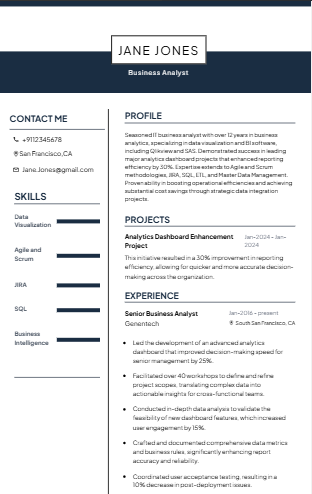 JANE JONES
Business Analyst
CONTACT ME
+9112345678
San Francisco,CA
Jane.Jones@gmail.com
SKILLS
Data
Visualization
Agile and
Scrum
JIRA
SQL
Business
Intelligence
PROFILE
Seasoned IT business analyst with over 12 years in business
analytics, specializing in data visualization and BI software,
including Qlikview and SAS. Demonstrated success in leading
major analytics dashboard projects that enhanced reporting
efficiency by 30%. Expertise extends to Agile and Scrum
methodologies, JIRA, SQL, ETL, and Master Data Management.
Proven ability in boosting operational efficiencies and achieving
substantial cost savings through strategic data integration
projects.
PROJECTS
Analytics Dashboard Enhancement
Project
Jan-2024 - Jan-
2024
This initiative resulted in a 30% improvement in reporting
efficiency, allowing for quicker and more accurate decision-
making across the organization.
EXPERIENCE
Senior Business Analyst
Jan-2016 - present
Genentech
South San Francisco, CA
• Led the development of an advanced analytics
dashboard that improved decision-making speed for
senior management by 25%.
• Facilitated over 40 workshops to define and refine
project scopes, translating complex data into
actionable insights for cross-functional teams.
• Conducted in-depth data analysis to validate the
feasibility of new dashboard features, which increased
user engagement by 15%.
• Crafted and documented comprehensive data metrics
and business rules, significantly enhancing report
accuracy and reliability.
• Coordinated user acceptance testing, resulting in a
10% decrease in post-deployment issues.